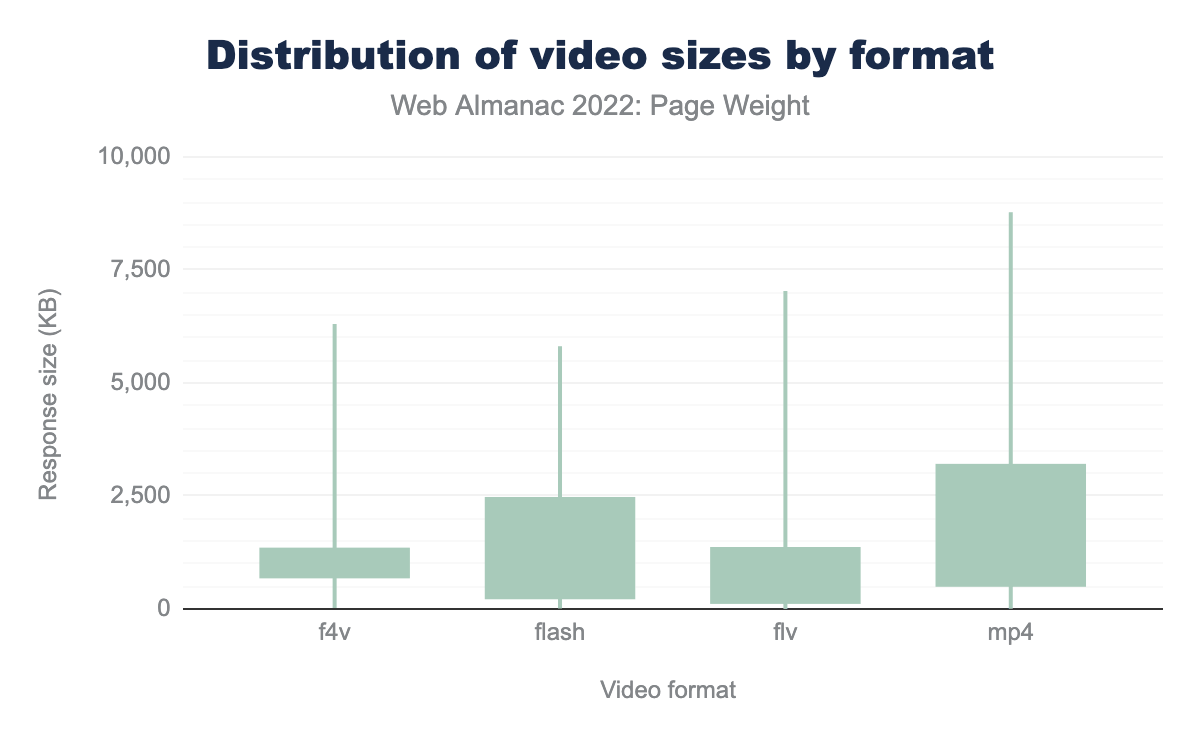 Distribution of video sizes by format
Web Almanac 2022: Page Weight
10,000
7,500
5,000
2,500
0
Response size (KB)
f4v flash flv mp4
Video format